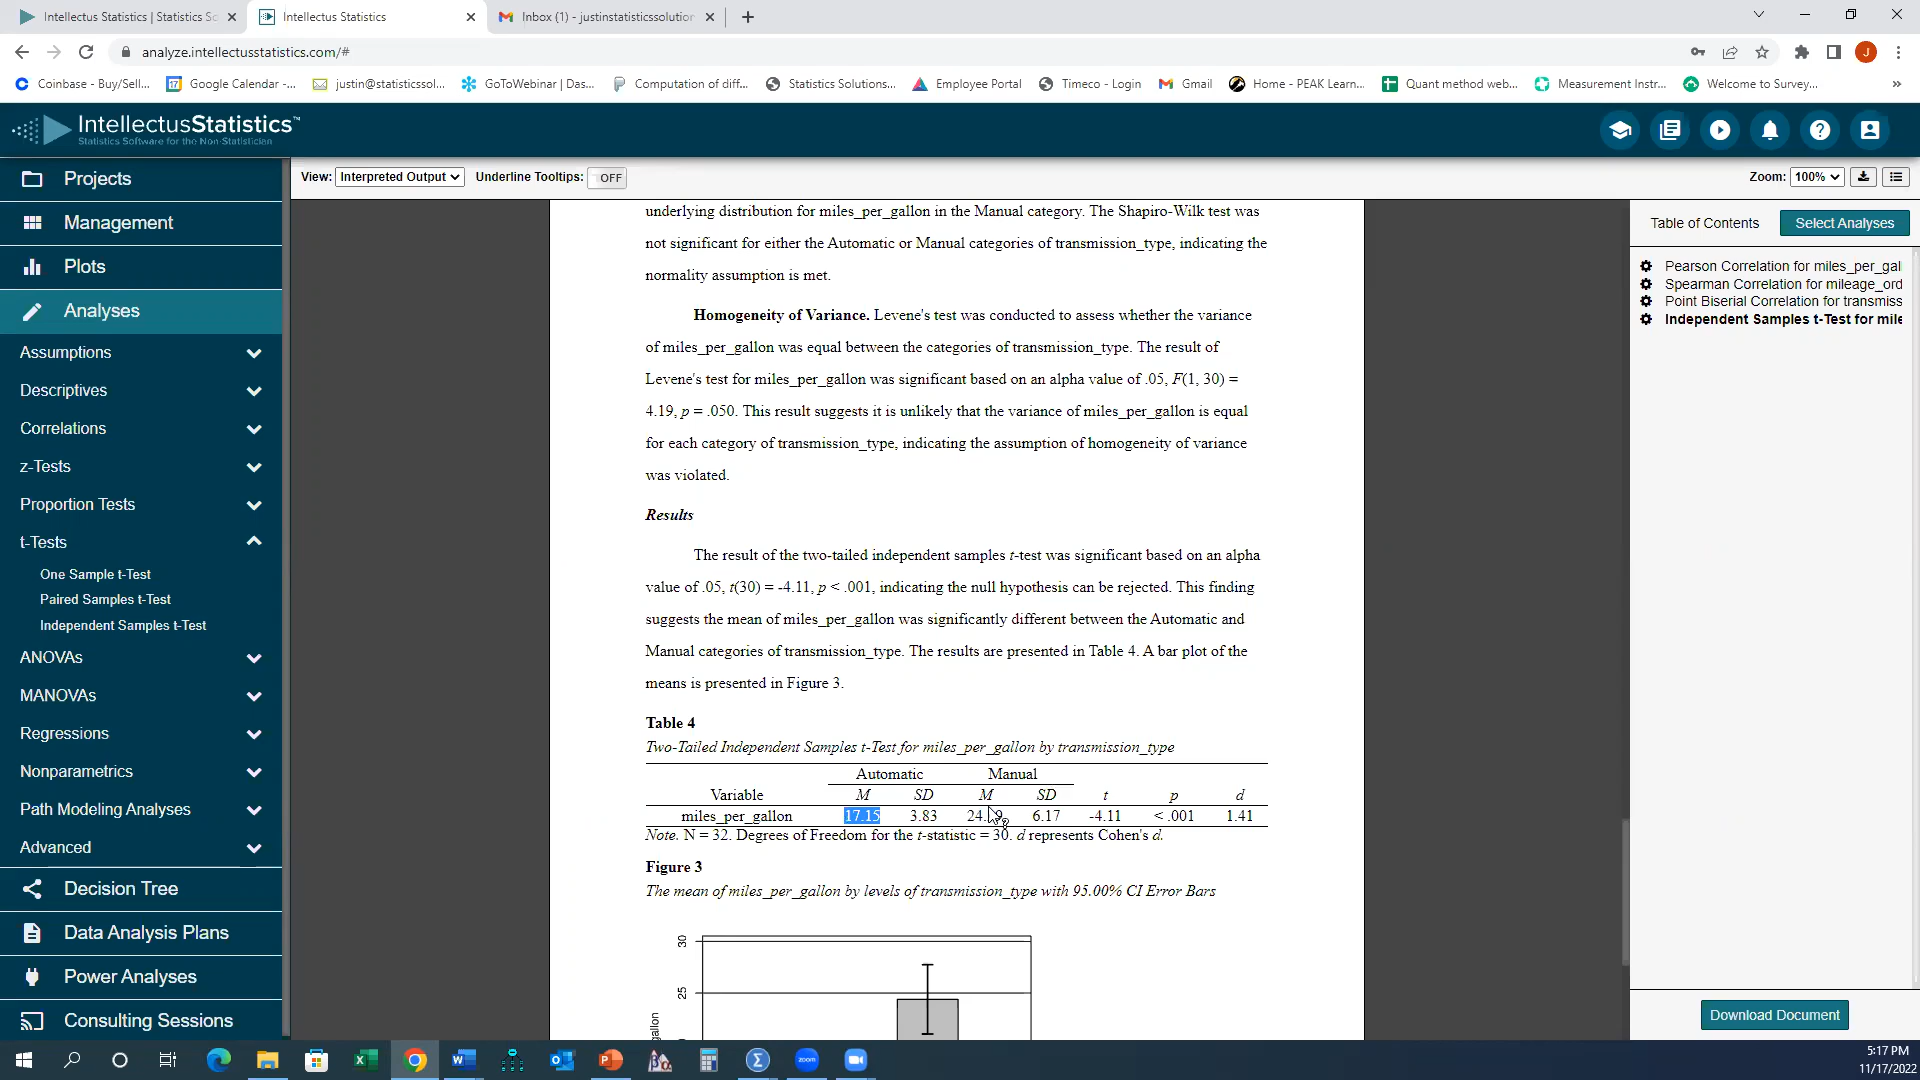 Intellectus Statistics | Statistics So
Intellectus Statistics
Inbox (1) - justinstatisticssolution
analyze.intellectusstatistics.com/#
J
Coinbase - Buy/Sell...
Google Calendar -...
justin@statisticssol...
GoToWebinar | Das...
Computation of diff...
Statistics Solutions...
Employee Portal
Timeco - Login
Gmail
Home - PEAK Learn...
Quant method web...
Measurement Instr...
Welcome to Survey...
IntellectusStatistics™
Statistics Software for the Non-Statistician
Projects
Management
Plots
Analyses
Assumptions
Descriptives
Correlations
z-Tests
Proportion Tests
t-Tests
One Sample t-Test
Paired Samples t-Test
Independent Samples t-Test
ANOVAs
MANOVAs
Regressions
Nonparametrics
Path Modeling Analyses
Advanced
Decision Tree
Data Analysis Plans
Power Analyses
Consulting Sessions
View: Interpreted Output Underline Tooltips: OFF
Zoom: 100%
underlying distribution for miles_per_gallon in the Manual category. The Shapiro-Wilk test was
not significant for either the Automatic or Manual categories of transmission_type, indicating the
normality assumption is met.
Homogeneity of Variance. Levene's test was conducted to assess whether the variance
of miles_per_gallon was equal between the categories of transmission_type. The result of
Levene's test for miles_per_gallon was significant based on an alpha value of .05, F(1, 30) =
4.19, p = .050. This result suggests it is unlikely that the variance of miles_per_gallon is equal
for each category of transmission_type, indicating the assumption of homogeneity of variance
was violated.
Results
The result of the two-tailed independent samples t-test was significant based on an alpha
value of .05, t(30) = -4.11, p < .001, indicating the null hypothesis can be rejected. This finding
suggests the mean of miles_per_gallon was significantly different between the Automatic and
Manual categories of transmission_type. The results are presented in Table 4. A bar plot of the
means is presented in Figure 3.
Table 4
Two-Tailed Independent Samples t-Test for miles_per_gallon by transmission_type
Automatic Manual
Variable M SD M SD t p d
miles_per_gallon 17.15 3.83 6.17 -4.11 < .001 1.41
Note. N = 32. Degrees of Freedom for the t-statistic = 30. d represents Cohen's d.
Figure 3
The mean of miles_per_gallon by levels of transmission_type with 95.00% CI Error Bars
30
25
gallon
Table of Contents
Select Analyses
Pearson Correlation for miles_per_gal
Spearman Correlation for mileage_ord
Point Biserial Correlation for transmiss
Independent Samples t-Test for mile
Download Document
5:17 PM
11/17/2022